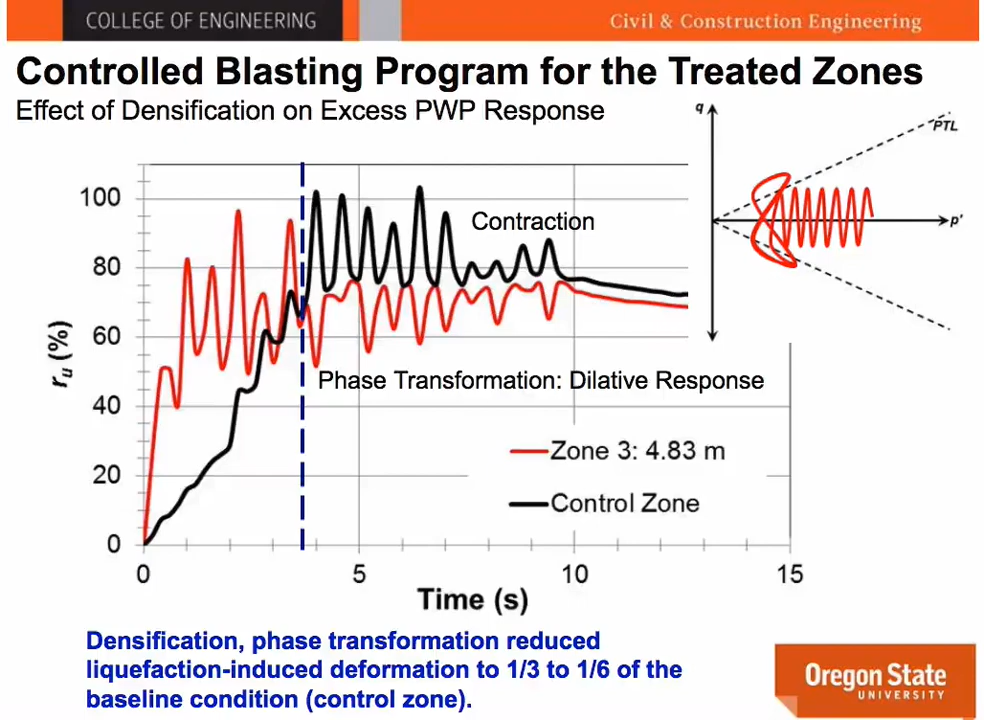 COLLEGE OF ENGINEERING
Civil & Construction Engineering
Controlled Blasting Program for the Treated Zones
Effect of Densification on Excess PWP Response
q
PTL
p'
100
80
60
40
20
0
r_u (%)
Contraction
Phase Transformation: Dilative Response
Zone 3: 4.83 m
Control Zone
0 5 10 15
Time (s)
Densification, phase transformation reduced
liquefaction-induced deformation to 1/3 to 1/6 of the
baseline condition (control zone).
Oregon State
UNIVERSITY